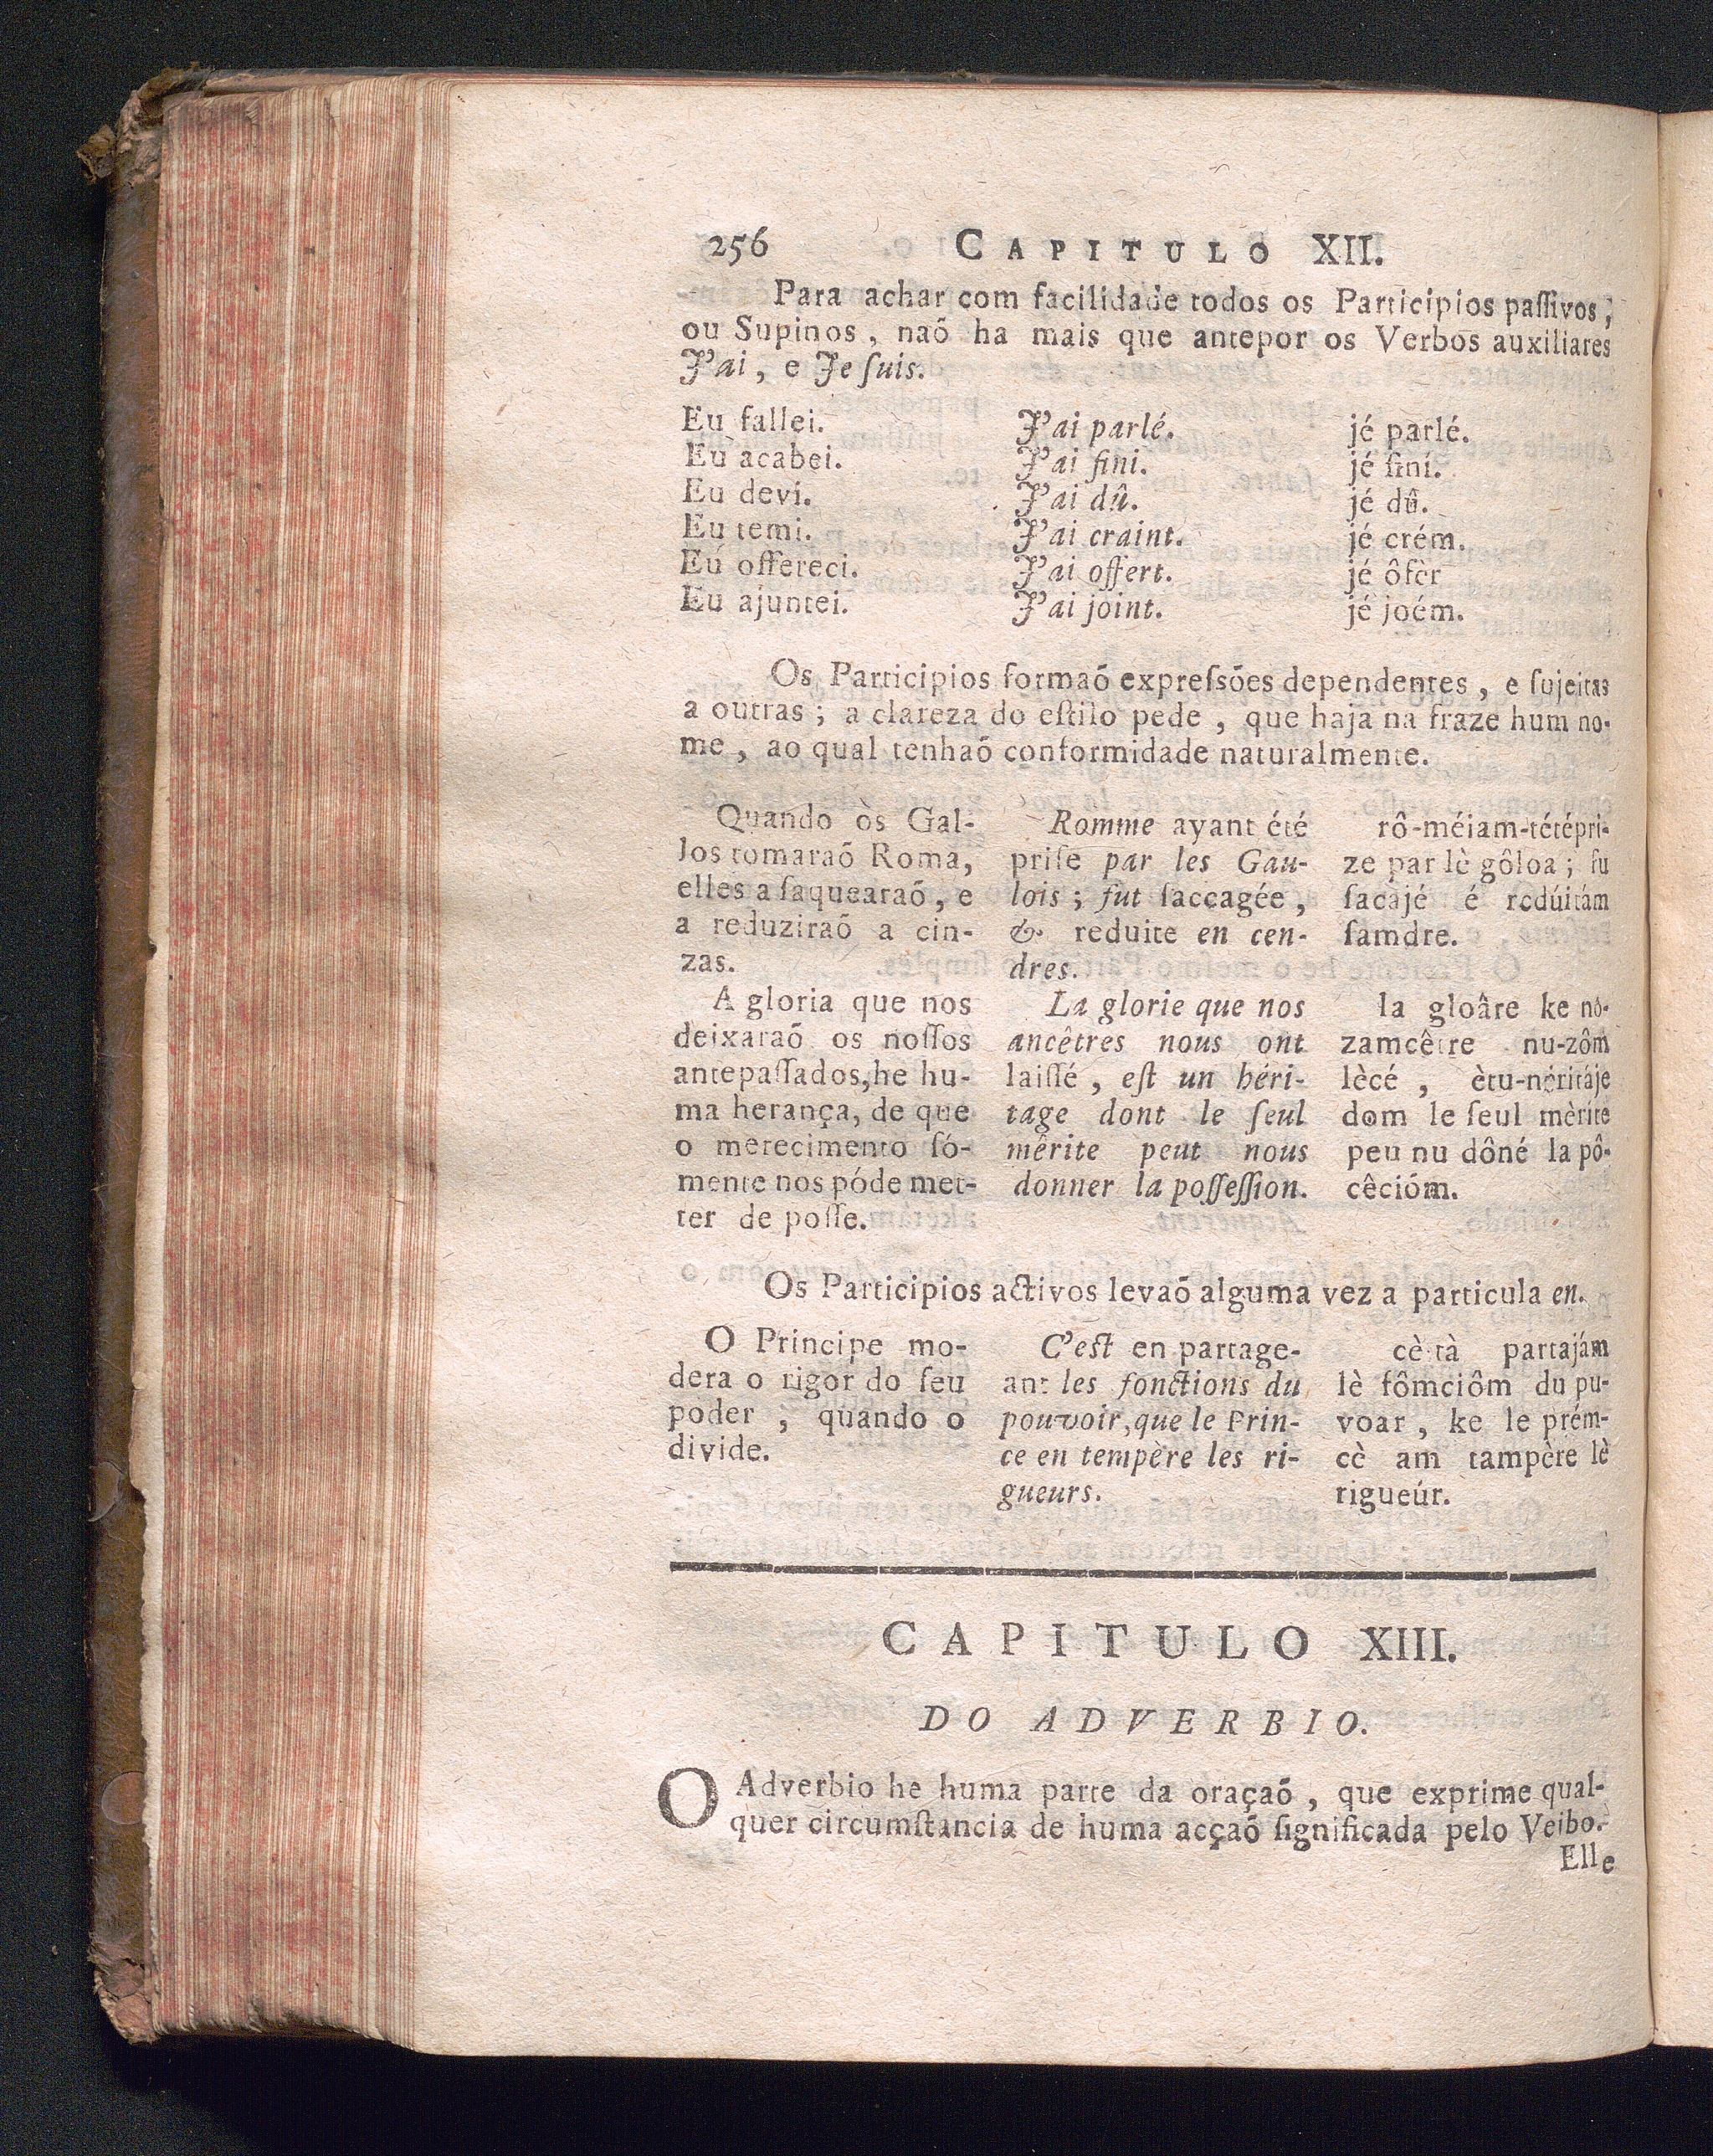 256 CAPITULO XII.
Para achar com facilidade todos os Participios paſſivos,
ou Supinos, naõ ha mais que antepor os Verbos auxiliares
J'ai, e Je ſuis.
Eu fallei. J'ai parlé. jé parlé.
Eu acabei. J'ai fini. jé finí.
Eu deví. J'ai dû. jé dû.
Eu temi. J'ai craint. jé crém.
Eu offereci. J'ai offert. jé ôfèr
Eu ajuntei. J'ai joint. jé joém.
Os Participios formaõ expreſsões dependentes, e ſujeitas
a outras; a clareza do eſtilo pede, que haja na fraze hum no-
me, ao qual tenhaõ conformidade naturalmente.
Quando òs Gal-
los tomaraõ Roma,
elles a ſaquearaõ, e
a reduziraõ a cin-
zas.
Romme ayant été
priſe par les Gau-
lois; fut ſaccagée,
& reduite en cen-
dres.
rô-méiam-tétépri-
ze par lè gôloa; fu
ſacajé é redúitám
ſamdre.
A gloria que nos
deixaraõ os noſſos
antepaſſados, he hu-
ma herança, de que
o merecimento ſó-
mente nos póde met-
ter de poſſe.
La glorie que nos
ancêtres nous ont
laiſſé, eſt un héri-
tage dont le ſeul
mêrite peut nous
donner la poſſeſſion.
la gloâre ke nô-
zamcêtre nu-zôm
lècé, ètu-néritáje
dom le ſeul mèrite
peu nu dôné la pô-
cêcióm.
Os Participios activos levaõ alguma vez a particula en.
O Principe mo-
dera o rigor do ſeu
poder, quando o
divide.
C'eſt en partage-
ant les fonctions du
pouvoir, que le Prin-
ce en tempère les ri-
gueurs.
cè tà partajám
lè fômciôm du pu-
voar, ke le prém-
cè am tampère lè
rigueúr.
CAPITULO XIII.
DO ADVERBIO.
O Adverbio he huma parte da oraçaõ, que exprime qual-
quer circumſtancia de huma acçaõ ſignificada pelo Veibo.
Elle